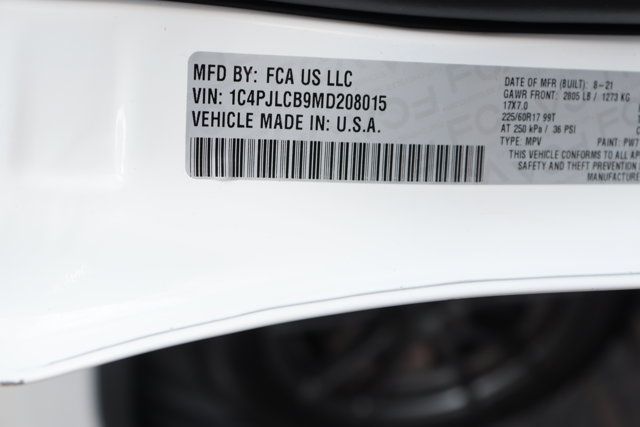 MFD BY: FCA US LLC
VIN: 1C4PJLCB9MD208015
VEHICLE MADE IN: U.S.A.
DATE OF MFR (BUILT): 8-21
GAWR FRONT: 2805 LB / 1273 KG
17X7.0
225/60R17 99T
AT 250 kPa / 36 PSI
TYPE: MPV PAINT: PW7
THIS VEHICLE CONFORMS TO ALL AP
SAFETY AND THEFT PREVENTION
MANUFACTURE